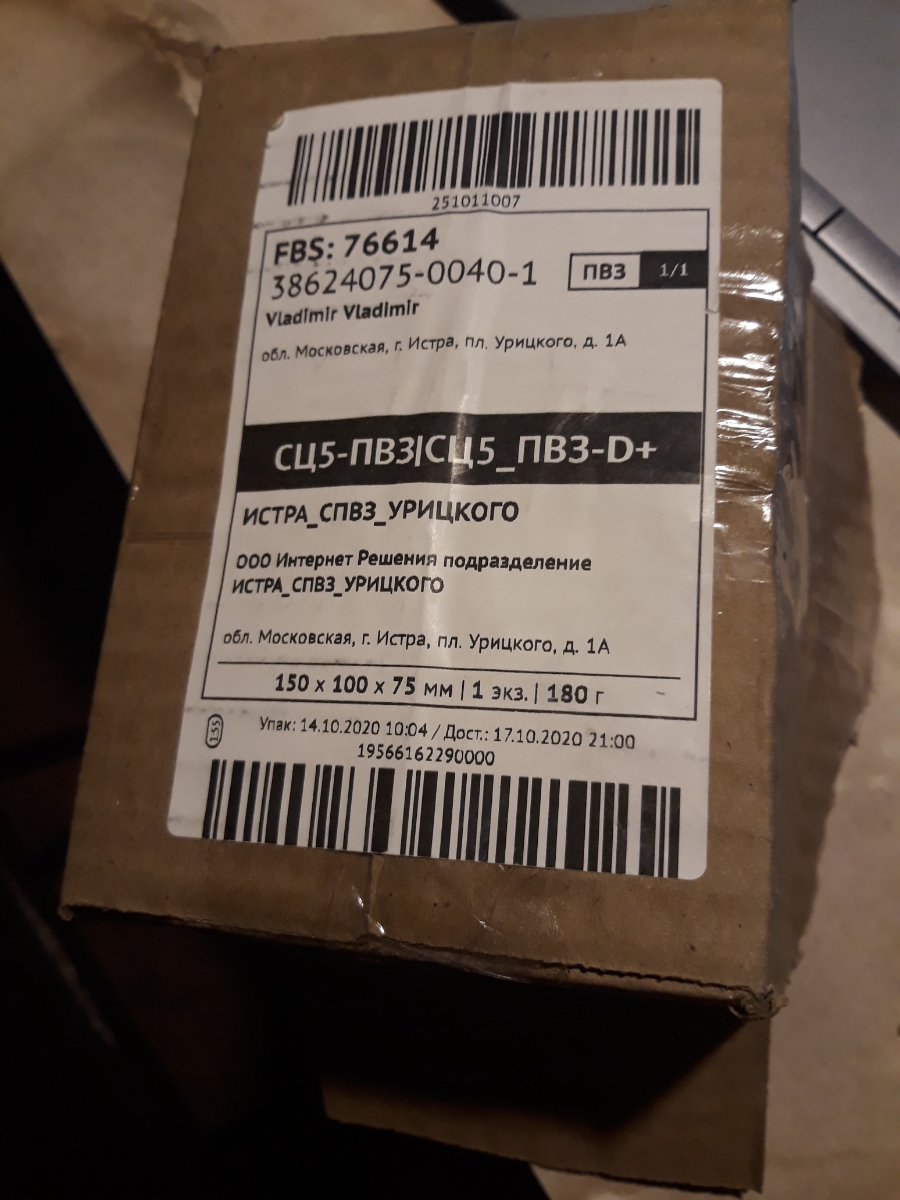 251011007
FBS: 76614
38624075-0040-1
ПВЗ 1/1
Vladimir Vladimir
обл. Московская, г. Истра, пл. Урицкого, д. 1А
СЦ5-ПВЗ|СЦ5_ПВЗ-D+
ИСТРА_СПВЗ_УРИЦКОГО
ООО Интернет Решения подразделение
ИСТРА_СПВЗ_УРИЦКОГО
обл. Московская, г. Истра, пл. Урицкого, д. 1А
150 x 100 x 75 мм | 1 экз. | 180 г
Упак: 14.10.2020 10:04 / Дост.: 17.10.2020 21:00
19566162290000